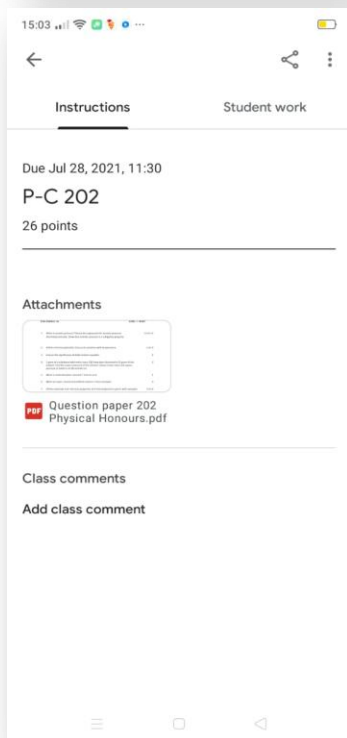 15:03
Instructions Student work
Due Jul 28, 2021, 11:30
P-C 202
26 points
Attachments
PDF
Question paper 202
Physical Honours.pdf
Class comments
Add class comment